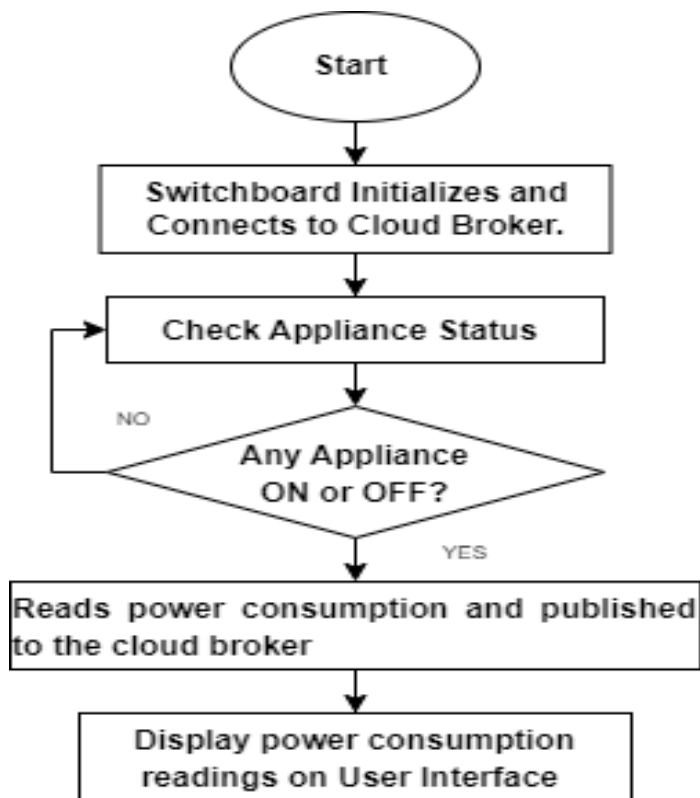 Start
Switchboard Initializes and
Connects to Cloud Broker.
Check Appliance Status
NO
Any Appliance
ON or OFF?
YES
Reads power consumption and published
to the cloud broker
Display power consumption
readings on User Interface